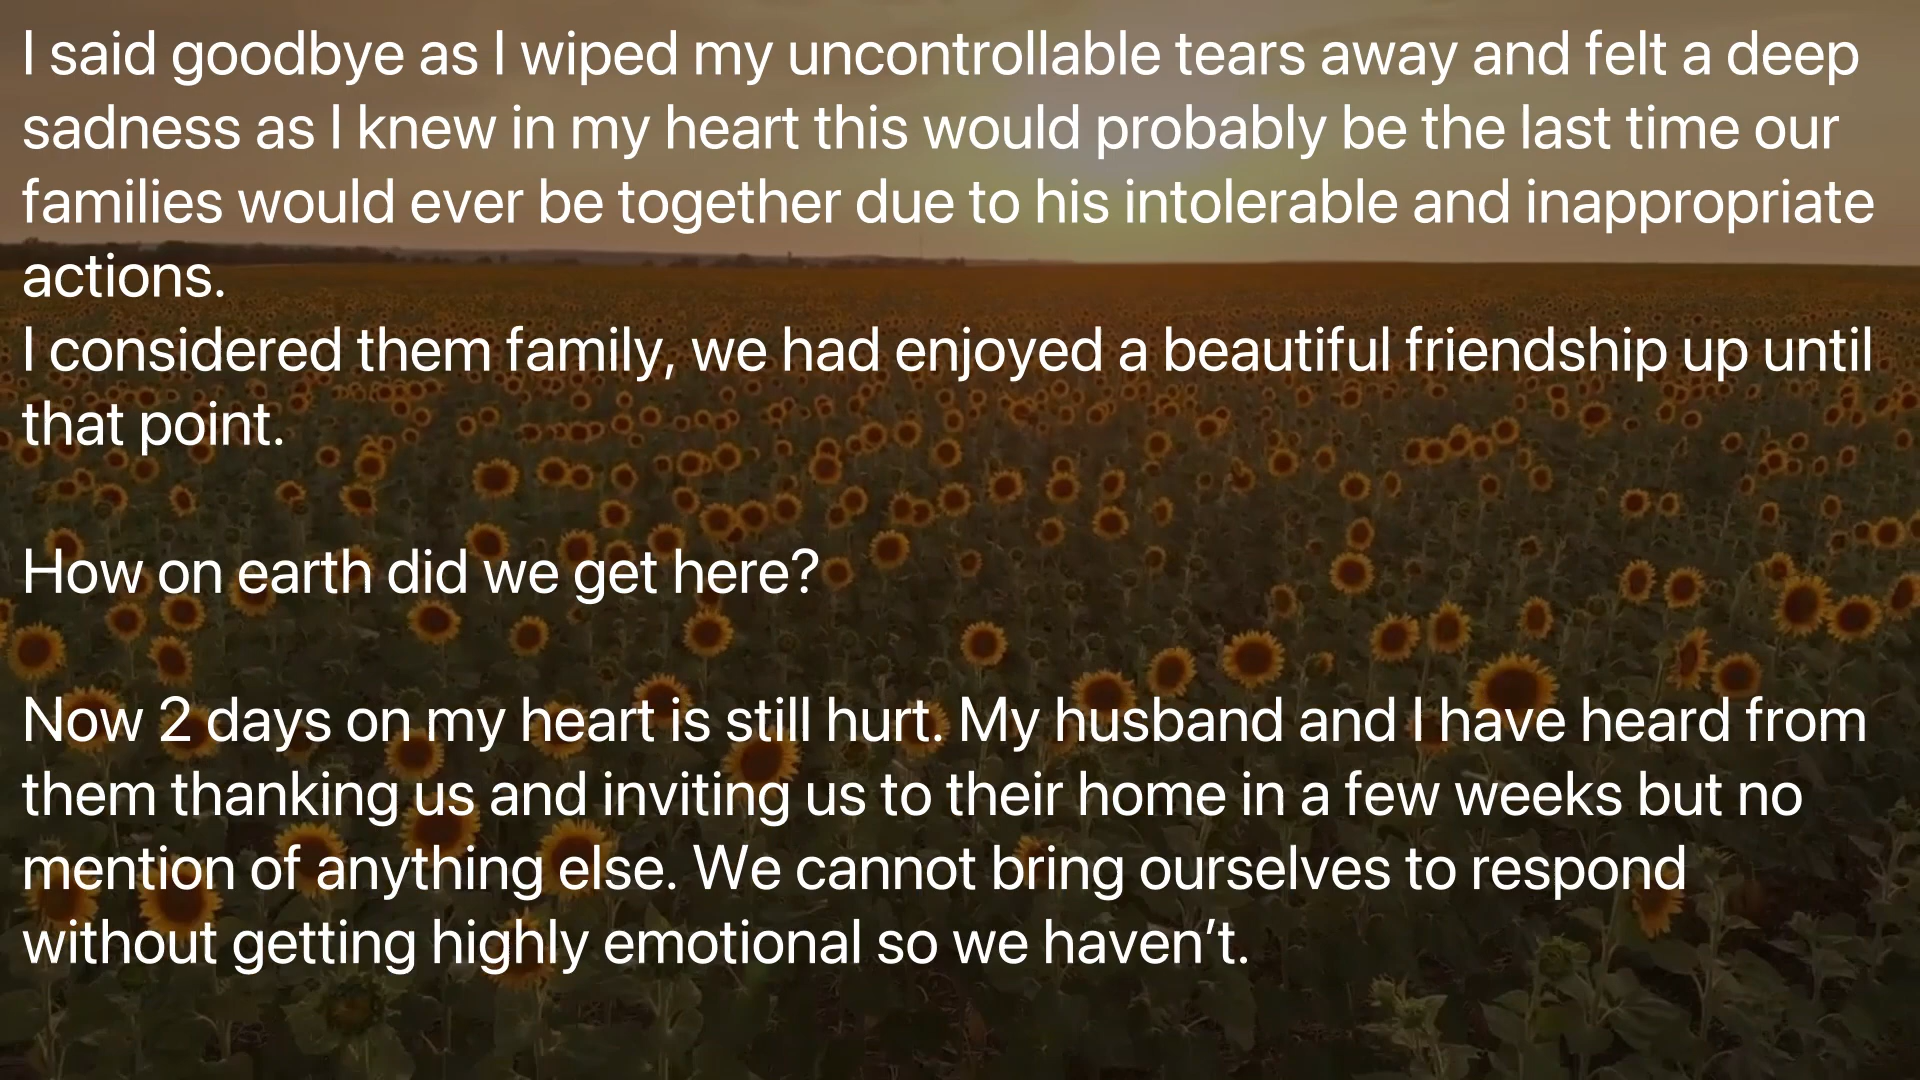 I said goodbye as I wiped my uncontrollable tears away and felt a deep
sadness as I knew in my heart this would probably be the last time our
families would ever be together due to his intolerable and inappropriate
actions.
I considered them family, we had enjoyed a beautiful friendship up until
that point.
How on earth did we get here?
Now 2 days on my heart is still hurt. My husband and I have heard from
them thanking us and inviting us to their home in a few weeks but no
mention of anything else. We cannot bring ourselves to respond
without getting highly emotional so we haven’t.